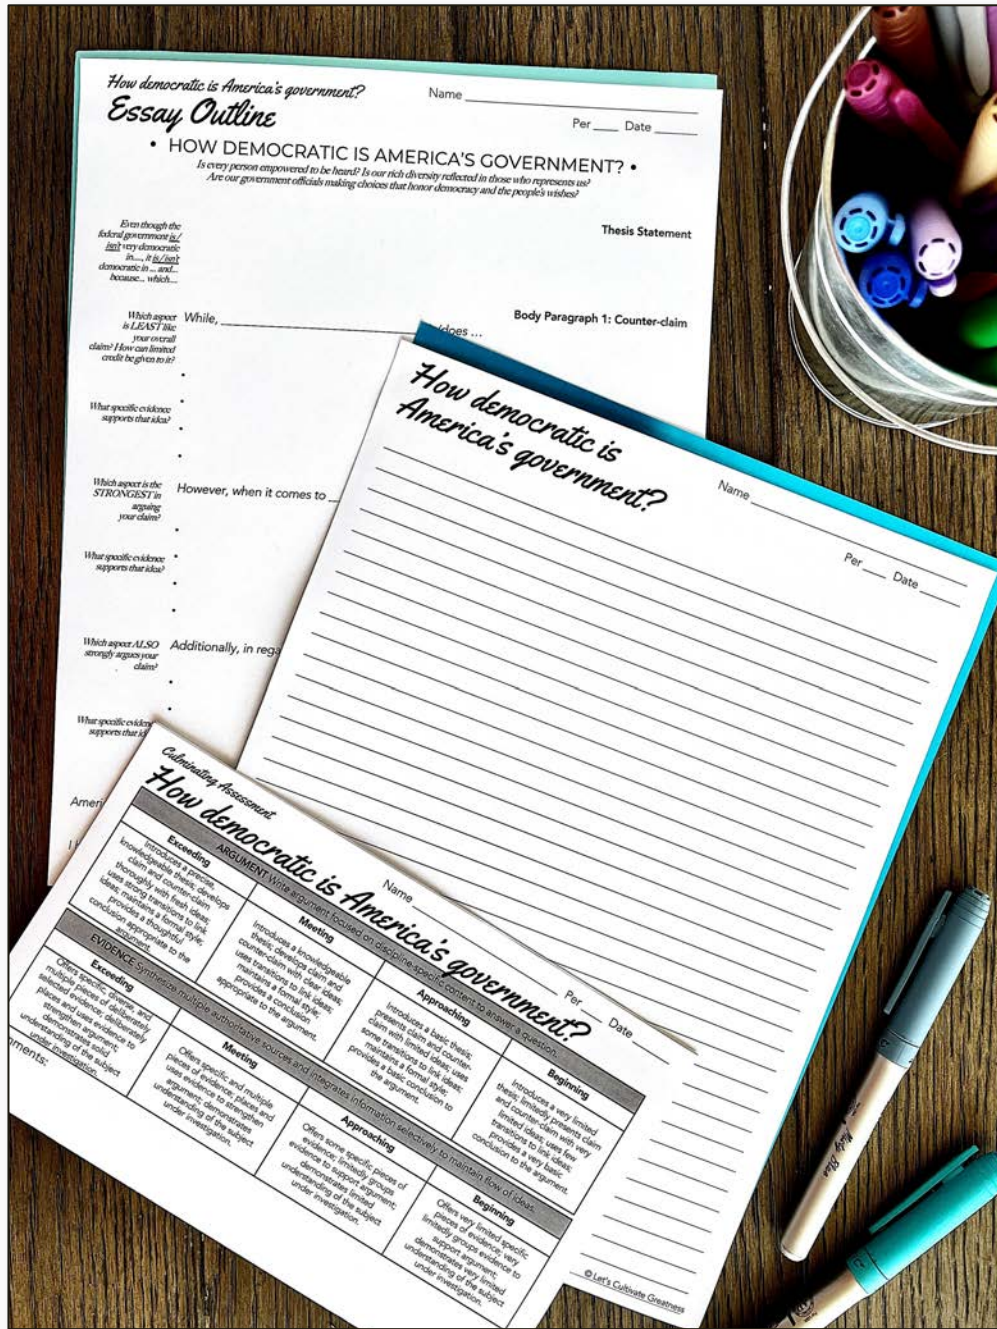 How democratic is America's government?
Essay Outline
Name
Per Date
• HOW DEMOCRATIC IS AMERICA'S GOVERNMENT? •
Is every person empowered to be heard? Is our rich diversity reflected in those who represents us?
Are our government officials making choices that honor democracy and the people's wishes?
Even though the
federal government is /
isn't very democratic
in...., it is / isn't
democratic in ... and...
because... which....
Thesis Statement
Body Paragraph 1: Counter-claim
Which aspect
is LEAST like
your overall
claim? How can limited
credit be given to it?
While, /does ...
•
•
What specific evidence
supports that idea?
•
•
Which aspect is the
STRONGEST in
arguing
your claim?
However, when it comes to
•
What specific evidence
supports that idea?
•
•
•
Which aspect ALSO
strongly argues your
claim?
Additionally, in rega
•
•
What specific eviden
supports that id
Ameri
How democratic is
America's government?
Name
Per Date
© Let's Cultivate Greatness
Culminating Assessment
How democratic is America's government?
Name
Per Date
ARGUMENT Write argument focused on discipline-specific content to answer a question.
Exceeding
Introduces a precise,
knowledgeable thesis; develops
claim and counter-claim
thoroughly with fresh ideas;
uses strong transitions to link
ideas; maintains a formal style;
provides a thoughtful
conclusion appropriate to the
argument.
Meeting
Introduces a knowledgeable
thesis; develops claim and
counter-claim with clear ideas;
uses transitions to link ideas;
maintains a formal style;
provides a conclusion
appropriate to the argument.
Approaching
Introduces a basic thesis;
presents claim and counter-
claim with limited ideas; uses
some transitions to link ideas;
maintains a formal style;
provides a basic conclusion to
the argument.
Beginning
Introduces a very limited
thesis; limitedly presents claim
and counter-claim with very
limited ideas; uses few
transitions to link ideas;
provides a very basic
conclusion to the argument.
EVIDENCE Synthesize multiple authoritative sources and integrates information selectively to maintain flow of ideas.
Exceeding
Offers specific, diverse, and
multiple pieces of deliberately
selected evidence; deliberately
places and uses evidence to
strengthen argument;
demonstrates solid
understanding of the subject
under investigation.
Meeting
Offers specific and multiple
pieces of evidence; places and
uses evidence to strengthen
argument; demonstrates
understanding of the subject
under investigation.
Approaching
Offers some specific pieces of
evidence; limitedly groups
evidence to support argument;
demonstrates limited
understanding of the subject
under investigation.
Beginning
Offers very limited specific
pieces of evidence; very
limitedly groups evidence to
support argument;
demonstrates very limited
understanding of the subject
under investigation.
mments: